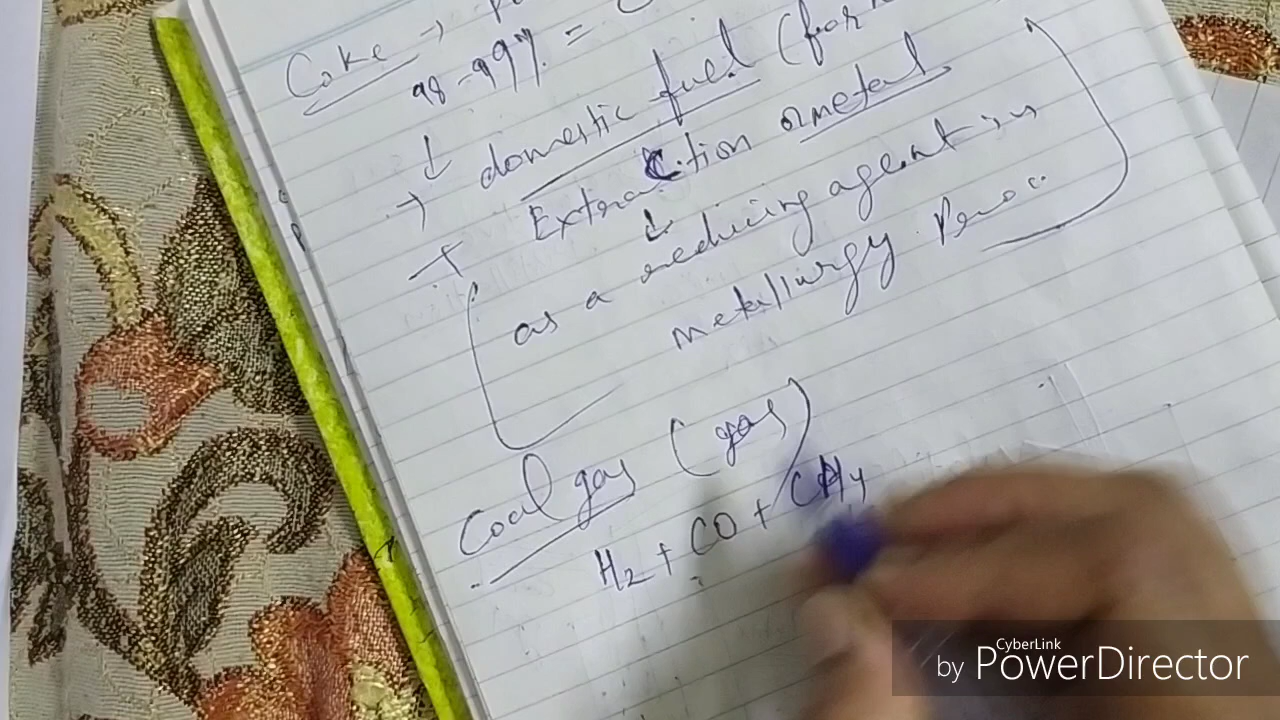 Coke →
98-99% =
↓
→ domestic fuel (for
+ Extraction of metal
↓
as a reducing agent in
metallurgy
Coal gas (gas)
H2 + CO + CH4
CyberLink
by PowerDirector